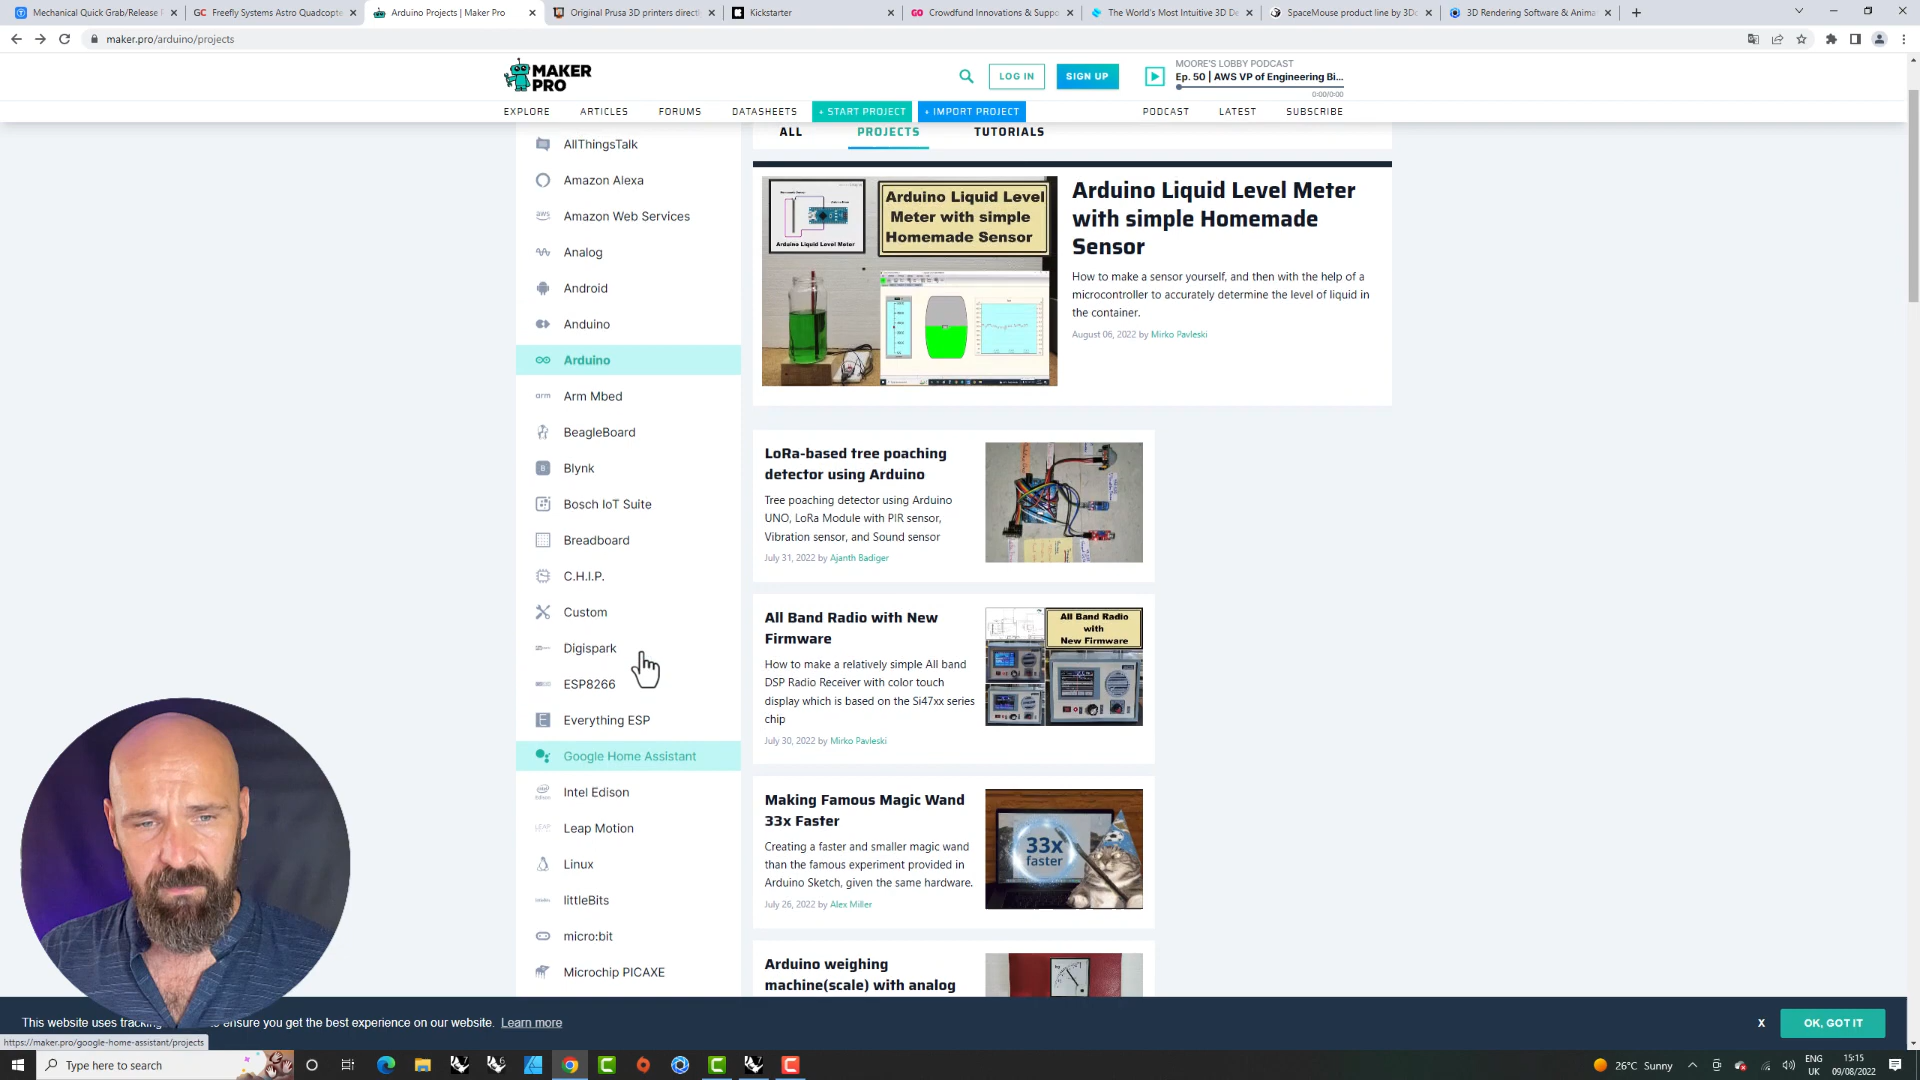 Mechanical Quick Grab/Release
Freefly Systems Astro Quadcopte
Arduino Projects | Maker Pro
Original Prusa 3D printers direct
Kickstarter
Crowdfund Innovations & Suppo
The World's Most Intuitive 3D De
SpaceMouse product line by 3Dc
3D Rendering Software & Anima
maker.pro/arduino/projects
MAKER
PRO
LOG IN
SIGN UP
MOORE'S LOBBY PODCAST
Ep. 50 | AWS VP of Engineering Bi...
0:00/0:00
EXPLORE
ARTICLES
FORUMS
DATASHEETS
+ START PROJECT
+ IMPORT PROJECT
PODCAST
LATEST
SUBSCRIBE
ALL
PROJECTS
TUTORIALS
AllThingsTalk
Amazon Alexa
aws
Amazon Web Services
Analog
Android
Anduino
Arduino
arm
Arm Mbed
BeagleBoard
Blynk
Bosch IoT Suite
Breadboard
C.H.I.P.
Custom
Digispark
ESP8266
Everything ESP
Google Home Assistant
Intel Edison
LEAP
Leap Motion
Linux
littleBits
micro:bit
Microchip PICAXE
Arduino Liquid Level Meter
Arduino Liquid Level
Meter with simple
Homemade Sensor
Arduino Liquid Level Meter
with simple Homemade
Sensor
How to make a sensor yourself, and then with the help of a
microcontroller to accurately determine the level of liquid in
the container.
August 06, 2022 by Mirko Pavleski
LoRa-based tree poaching
detector using Arduino
Tree poaching detector using Arduino
UNO, LoRa Module with PIR sensor,
Vibration sensor, and Sound sensor
July 31, 2022 by Ajanth Badiger
All Band Radio with New
Firmware
How to make a relatively simple All band
DSP Radio Receiver with color touch
display which is based on the Si47xx series
chip
July 30, 2022 by Mirko Pavleski
All Band Radio
with
New Firmware
Making Famous Magic Wand
33x Faster
Creating a faster and smaller magic wand
than the famous experiment provided in
Arduino Sketch, given the same hardware.
July 26, 2022 by Alex Miller
33x
faster
Arduino weighing
machine(scale) with analog
This website uses tracking
ensure you get the best experience on our website. Learn more
X
OK, GOT IT
https://maker.pro/google-home-assistant/projects
Type here to search
26°C Sunny
ENG
UK
15:15
09/08/2022